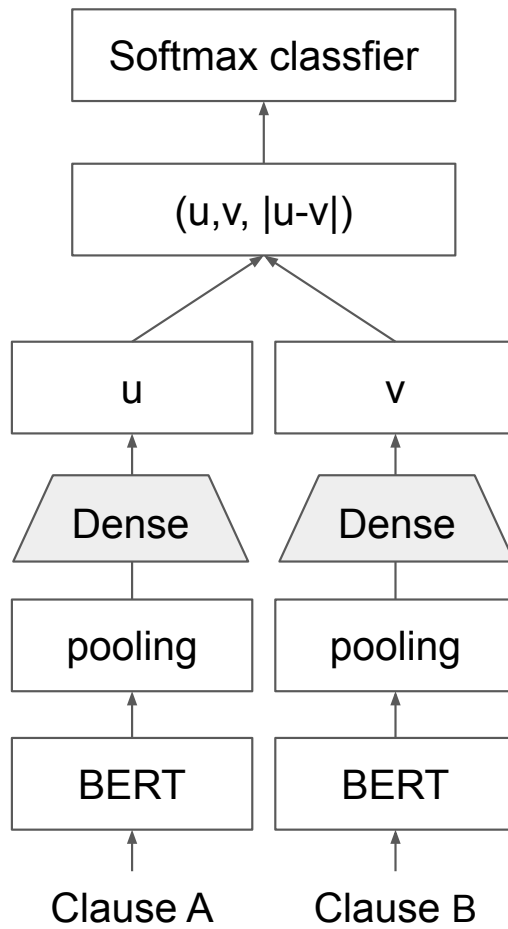 Softmax classfier
(u,v, |u-v|)
u
v
Dense
Dense
pooling
pooling
BERT
BERT
Clause A
Clause B